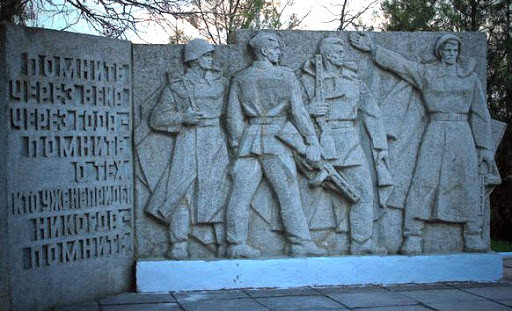 ПОМНИТЕ
ЧЕРЕЗ ВЕКА
ЧЕРЕЗ ГОДА
ПОМНИТЕ
О ТЕХ
КТО УЖЕ НЕ ПРИДЕТ
НИКОГДА
ПОМНИТЕ